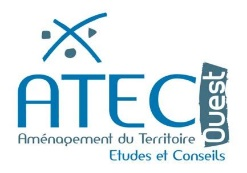 ATEC
Ouest
Aménagement du Territoire
Etudes et Conseils